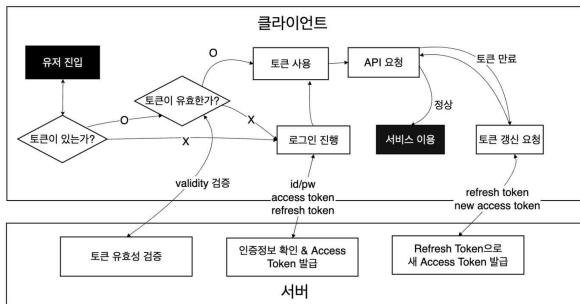 클라이언트
유저 진입
토큰이 있는가?
O
X
토큰이 유효한가?
O
X
토큰 사용
로그인 진행
API 요청
정상
서비스 이용
토큰 만료
토큰 갱신 요청
validity 검증
id/pw
access token
refresh token
refresh token
new access token
토큰 유효성 검증
인증정보 확인 & Access
Token 발급
Refresh Token으로
새 Access Token 발급
서버